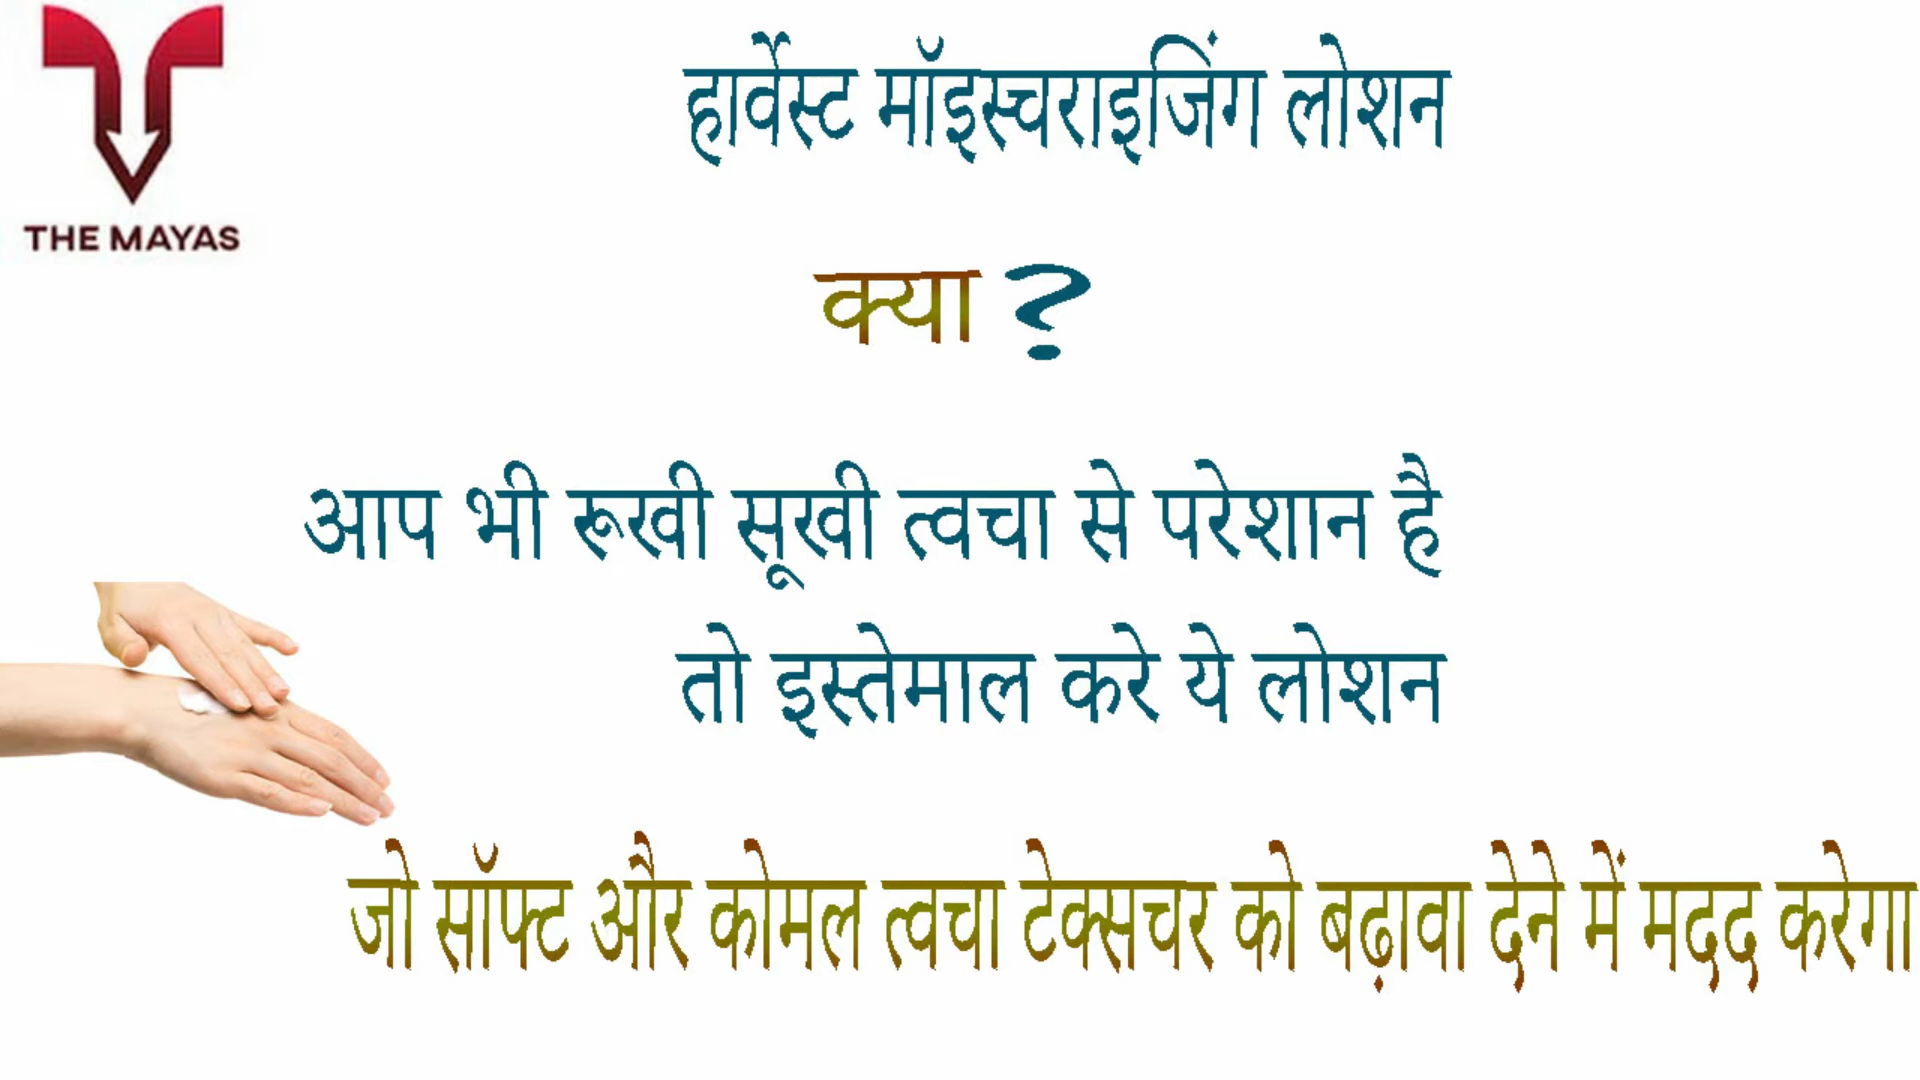 THE MAYAS
हार्वेस्ट मॉइस्चराइजिंग लोशन
क्या ?
आप भी रूखी सूखी त्वचा से परेशान है
तो इस्तेमाल करे ये लोशन
जो सॉफ्ट और कोमल त्वचा टेक्सचर को बढ़ावा देने में मदद करेगा